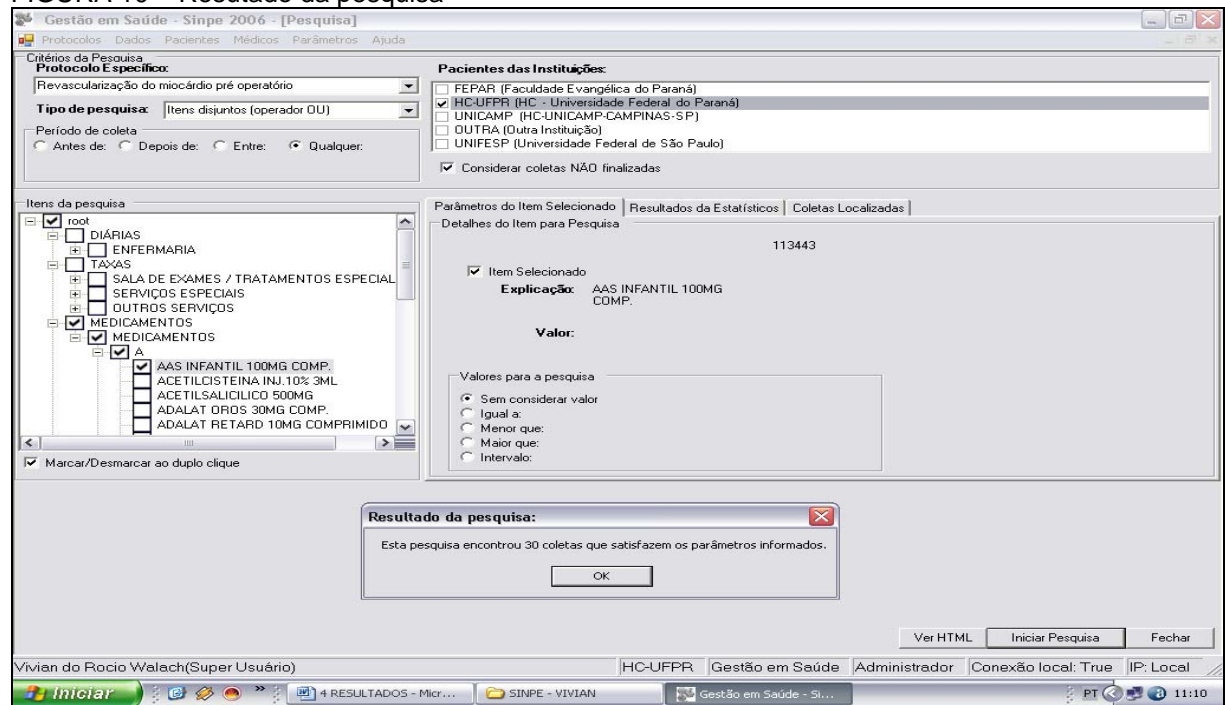 FIGURA 10 – Resultado da pesquisa
Gestão em Saúde - Sinpe 2006 - [Pesquisa]
Protocolos Dados Pacientes Médicos Parâmetros Ajuda
Critérios da Pesquisa
Protocolo Específico:
Revascularização do miocárdio pré operatório
Tipo de pesquisa: Itens disjuntos (operador OU)
Período de coleta
Antes de: Depois de: Entre: Qualquer:
Pacientes das Instituições:
FEPAR (Faculdade Evangélica do Paraná)
HC-UFPR (HC - Universidade Federal do Paraná)
UNICAMP (HC-UNICAMP-CAMPINAS-SP)
OUTRA (Outra Instituição)
UNIFESP (Universidade Federal de São Paulo)
Considerar coletas NÃO finalizadas
Itens da pesquisa
root
DIÁRIAS
ENFERMARIA
TAXAS
SALA DE EXAMES / TRATAMENTOS ESPECIAL
SERVIÇOS ESPECIAIS
OUTROS SERVIÇOS
MEDICAMENTOS
MEDICAMENTOS
A
AAS INFANTIL 100MG COMP.
ACETILCISTEINA INJ.10% 3ML
ACETILSALICILICO 500MG
ADALAT OROS 30MG COMP.
ADALAT RETARD 10MG COMPRIMIDO
Marcar/Desmarcar ao duplo clique
Parâmetros do Item Selecionado Resultados da Estatísticos Coletas Localizadas
Detalhes do Item para Pesquisa
113443
Item Selecionado
Explicação: AAS INFANTIL 100MG
COMP.
Valor:
Valores para a pesquisa
Sem considerar valor
Igual a:
Menor que:
Maior que:
Intervalo:
Resultado da pesquisa:
Esta pesquisa encontrou 30 coletas que satisfazem os parâmetros informados.
OK
Ver HTML Iniciar Pesquisa Fechar
Vivian do Rocio Walach(Super Usuário) HC-UFPR Gestão em Saúde Administrador Conexão local: True IP: Local
Iniciar 4 RESULTADOS - Micr... SINPE - VIVIAN Gestão em Saúde - Si... PT 11:10